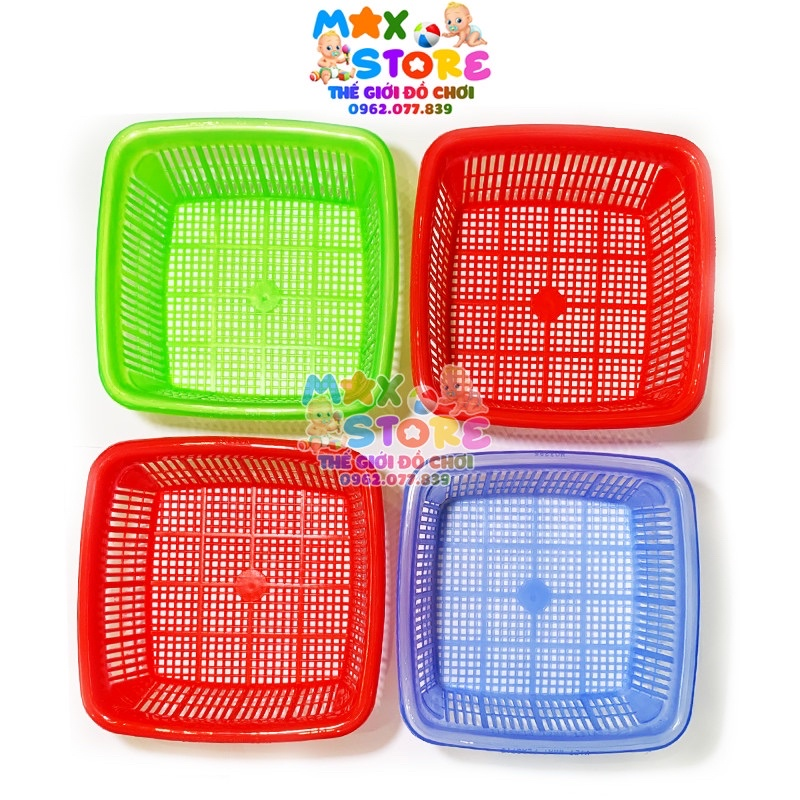 MAX
STORE
THẾ GIỚI ĐỒ CHƠI
0962.077.839
MAX
STORE
THẾ GIỚI ĐỒ CHƠI
0962.077.839